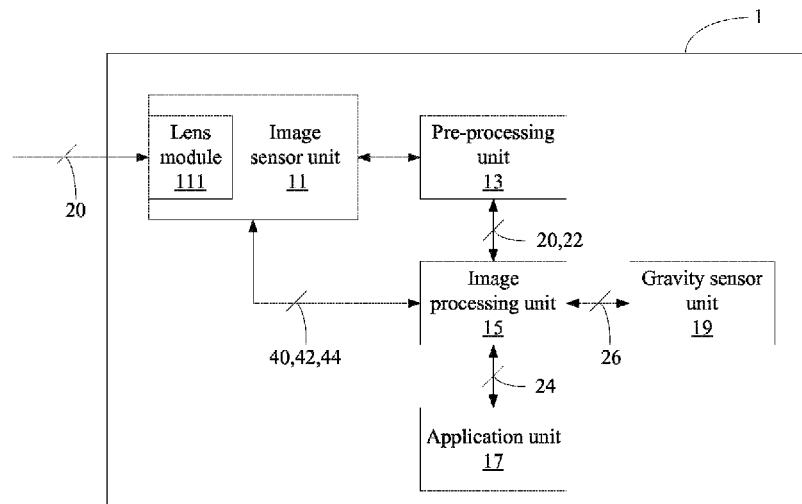 1
Lens
module
111
Image
sensor unit
11
Pre-processing
unit
13
20
20,22
Image
processing unit
15
Gravity sensor
unit
19
40,42,44
26
24
Application unit
17